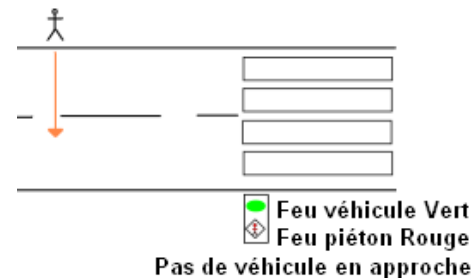 Feu véhicule Vert
Feu piéton Rouge
Pas de véhicule en approche